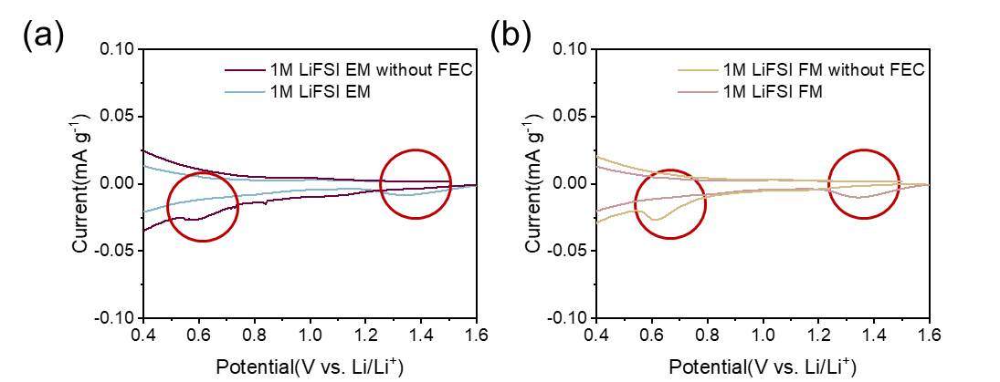 (a)
0.10
0.05
0.00
-0.05
-0.10
Current(mA g⁻¹)
1M LiFSI EM without FEC
1M LiFSI EM
0.4 0.6 0.8 1.0 1.2 1.4 1.6
Potential(V vs. Li/Li⁺)
(b)
0.10
0.05
0.00
-0.05
-0.10
Current(mA g⁻¹)
1M LiFSI FM without FEC
1M LiFSI FM
0.4 0.6 0.8 1.0 1.2 1.4 1.6
Potential(V vs. Li/Li⁺)